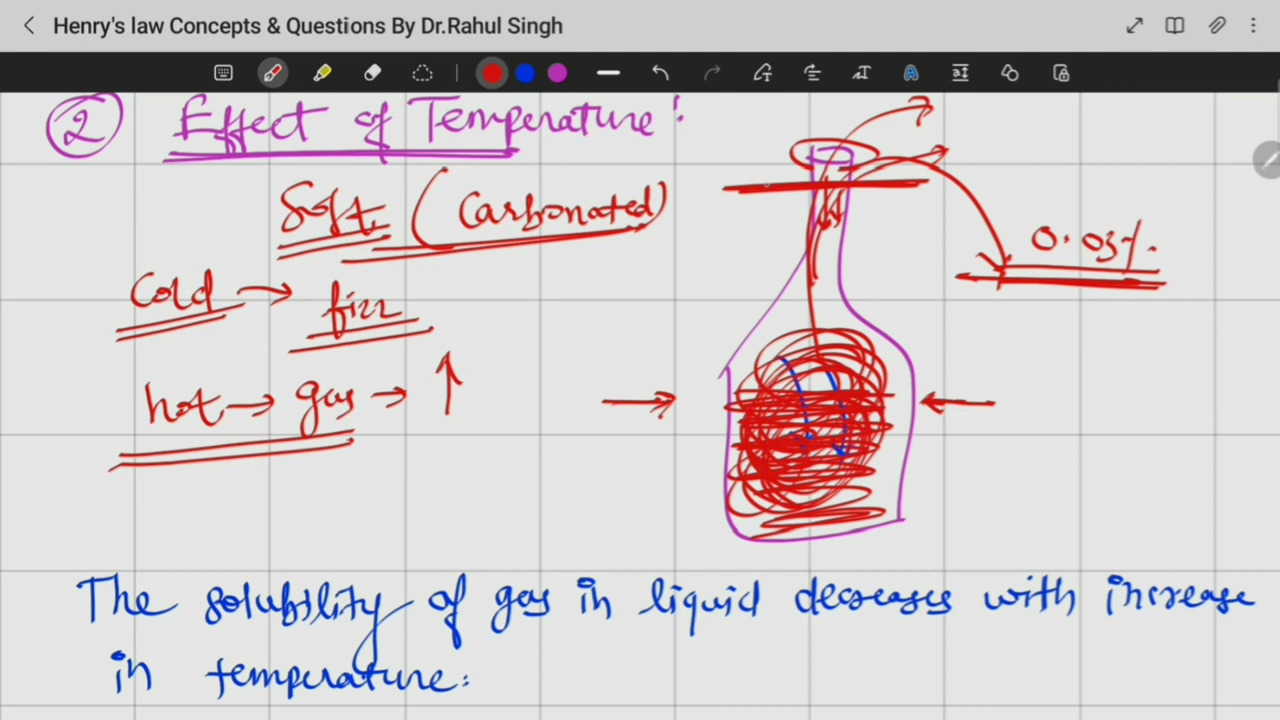 Henry's law Concepts & Questions By Dr.Rahul Singh
② Effect of Temperature:
Soft (Carbonated)
0.03%.
Cold → fizz
hot → gas → ↑
The solubility of gas in liquid decreases with increase
in temperature: